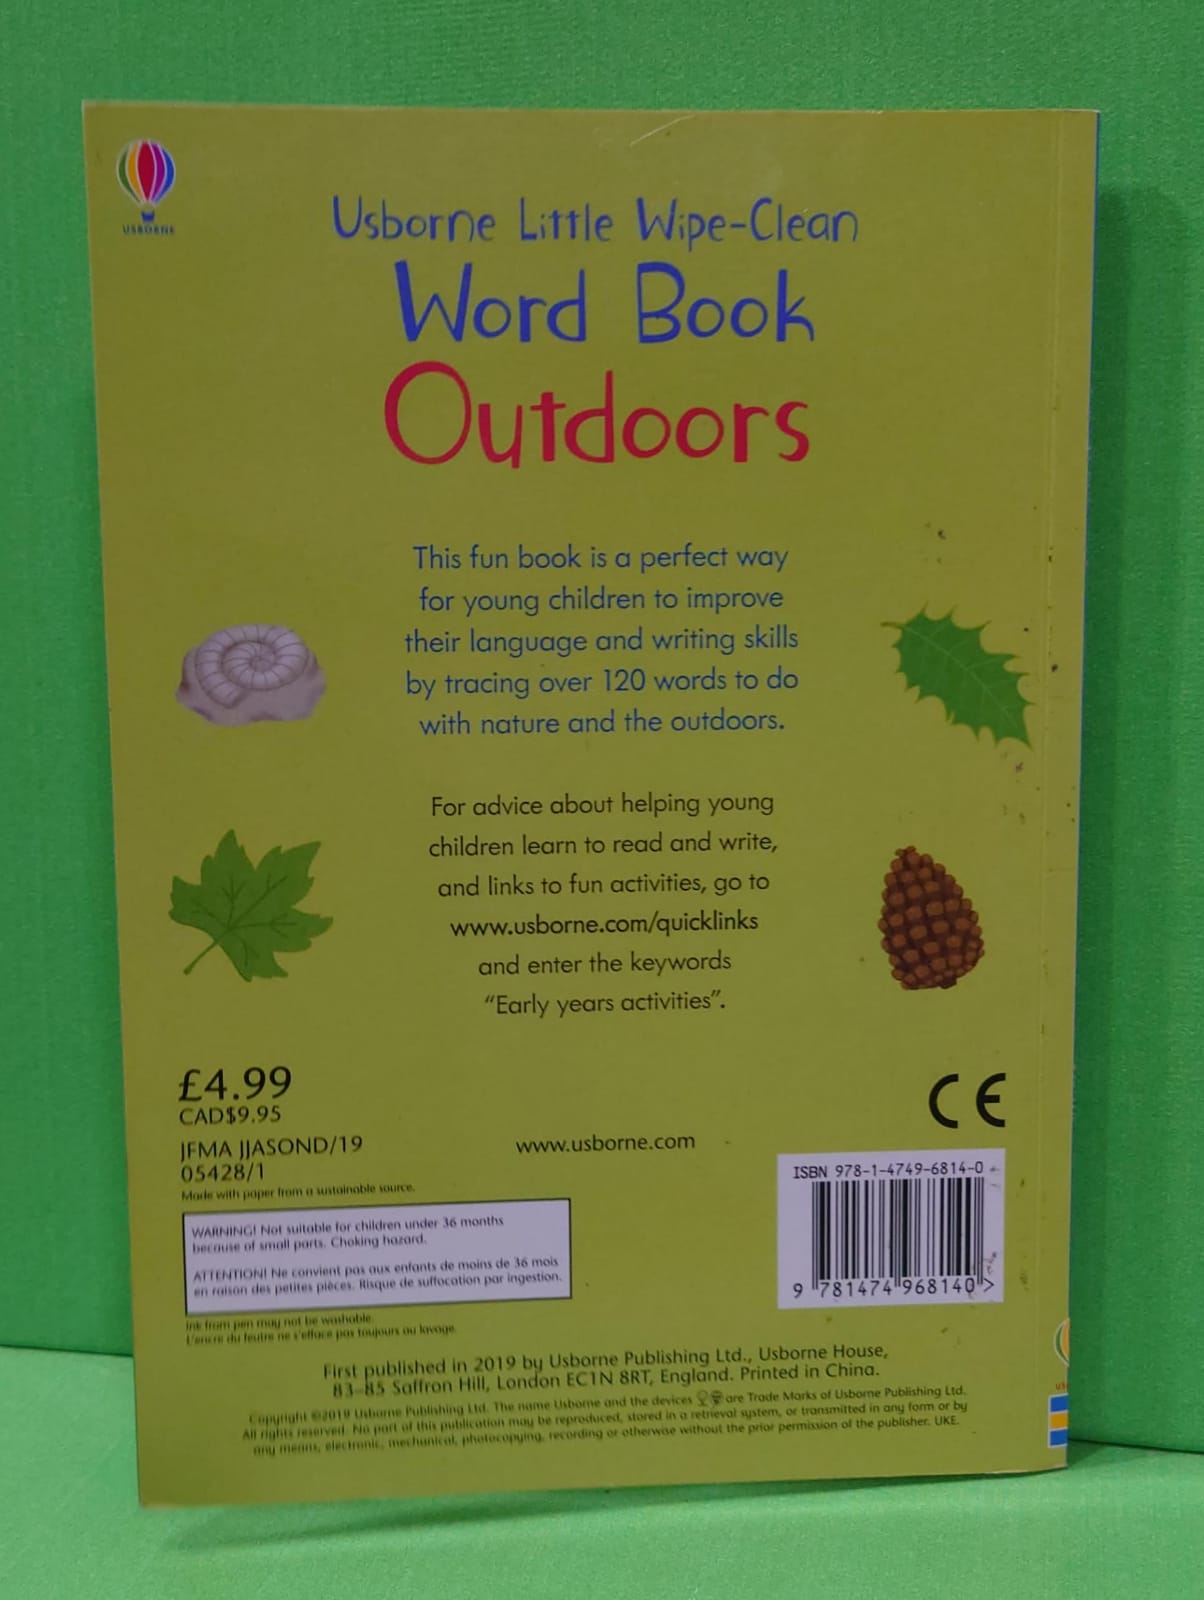 USBORNE
Usborne Little Wipe-Clean
Word Book
Outdoors
This fun book is a perfect way
for young children to improve
their language and writing skills
by tracing over 120 words to do
with nature and the outdoors.
For advice about helping young
children learn to read and write,
and links to fun activities, go to
www.usborne.com/quicklinks
and enter the keywords
“Early years activities”.
£4.99
CAD$9.95
JFMA JJASOND/19
05428/1
Made with paper from a sustainable source.
www.usborne.com
CE
ISBN 978-1-4749-6814-0
9 781474 968140 >
WARNING! Not suitable for children under 36 months
because of small parts. Choking hazard.
ATTENTION! Ne convient pas aux enfants de moins de 36 mois
en raison des petites pièces. Risque de suffocation par ingestion.
Ink from pen may not be washable.
L'encre du feutre ne s'efface pas toujours au lavage.
First published in 2019 by Usborne Publishing Ltd., Usborne House,
83-85 Saffron Hill, London EC1N 8RT, England. Printed in China.
Copyright ©2019 Usborne Publishing Ltd. The name Usborne and the devices are Trade Marks of Usborne Publishing Ltd.
All rights reserved. No part of this publication may be reproduced, stored in a retrieval system, or transmitted in any form or by
any means, electronic, mechanical, photocopying, recording or otherwise without the prior permission of the publisher. UKE.